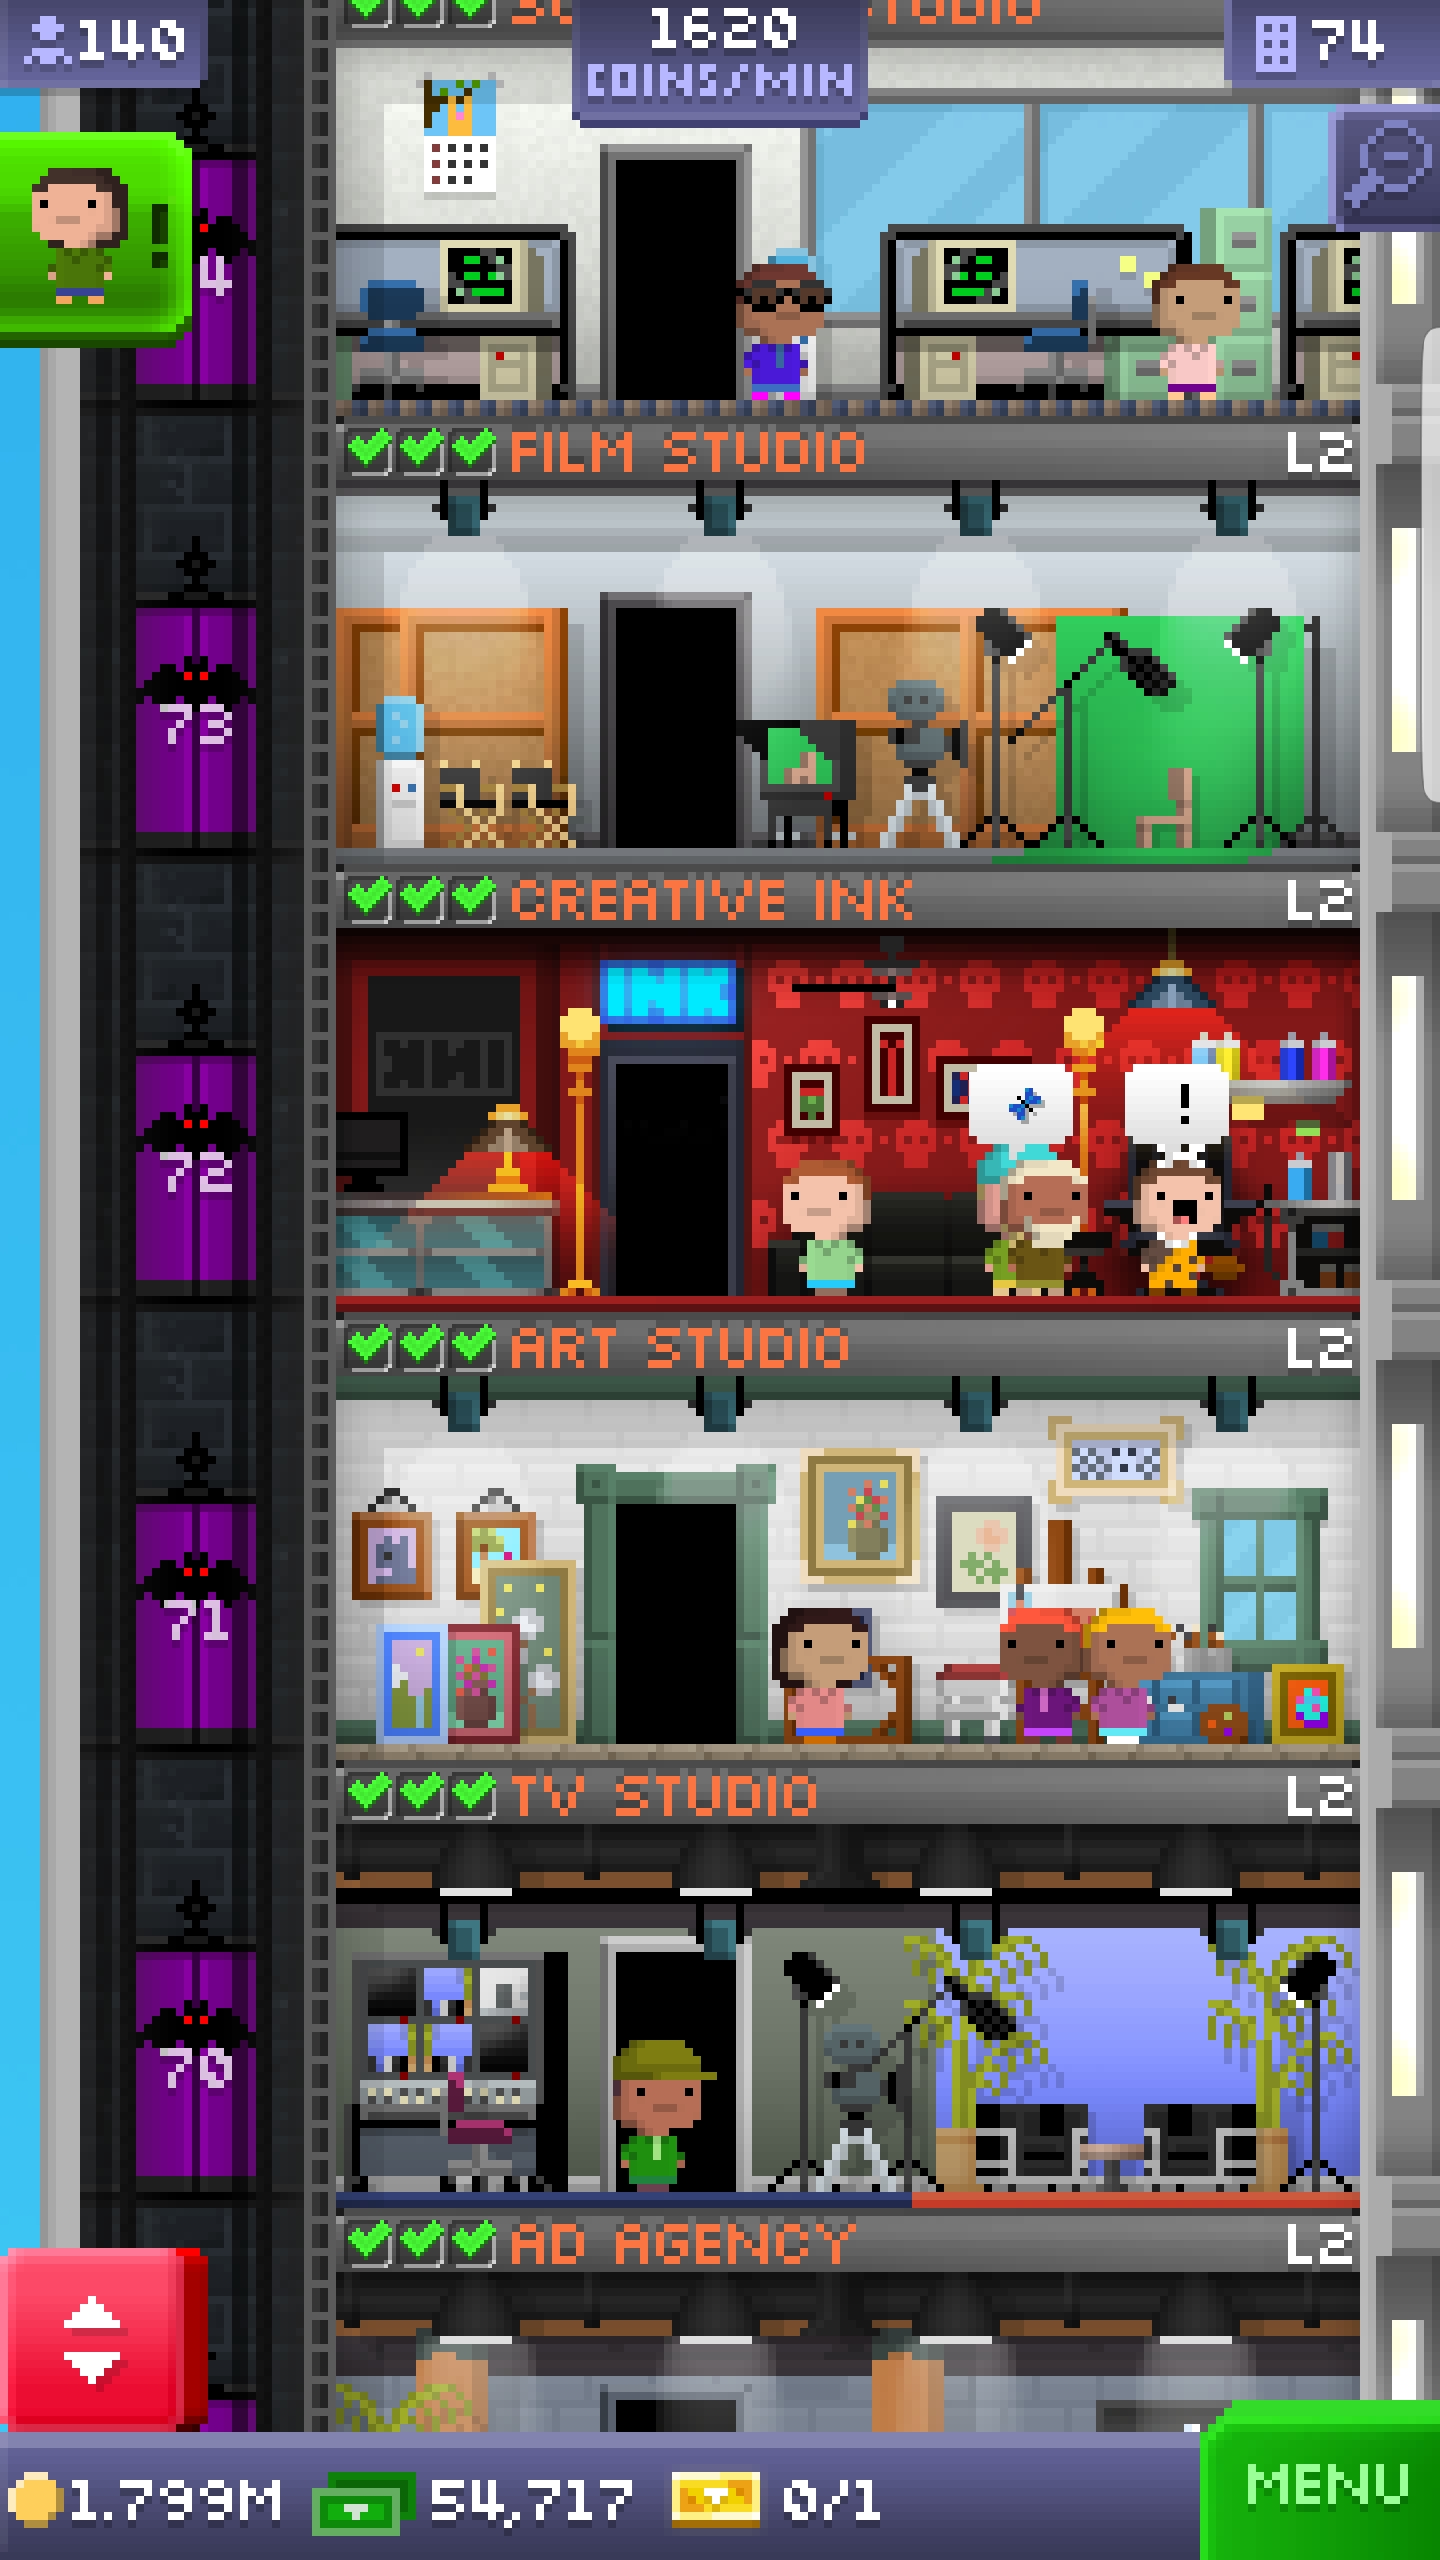 140
1620
COINS/MIN
74
4
!
FILM STUDIO L2
73
CREATIVE INK L2
INK
!
72
ART STUDIO L2
71
TV STUDIO L2
70
AD AGENCY L2
1.799M 54,717 0/1 MENU